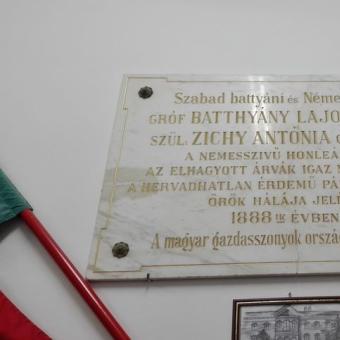 Szabad battyáni és Néme
GRÓF BATTHYÁNY LAJO
SZÜL. ZICHY ANTÓNIA
A NEMESSZIVŰ HONLEÁ
AZ ELHAGYOTT ÁRVÁK IGAZ
A HERVADHATLAN ÉRDEMŰ PÁ
ÖRÖK HÁLÁJA JELÉ
1888 IK ÉVBEN
A magyar gazdasszonyok ország